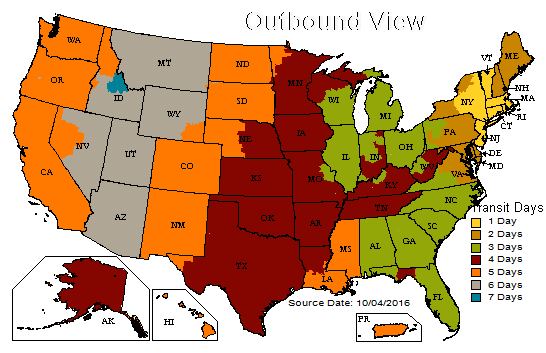 Outbound View
WA
OR
CA
ID
NV
MT
WY
UT
AZ
ND
SD
NE
CO
NM
KS
OK
TX
MN
IA
MO
AR
LA
WI
IL
MI
IN
OH
KY
TN
MS
AL
GA
FL
SC
NC
VA
WV
PA
NY
VT
ME
NH
MA
RI
CT
NJ
DE
MD
AK
HI
PR
Transit Days
1 Day
2 Days
3 Days
4 Days
5 Days
6 Days
7 Days
Source Date: 10/04/2016